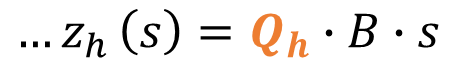 ... z_h (s) = Q_h · B · s